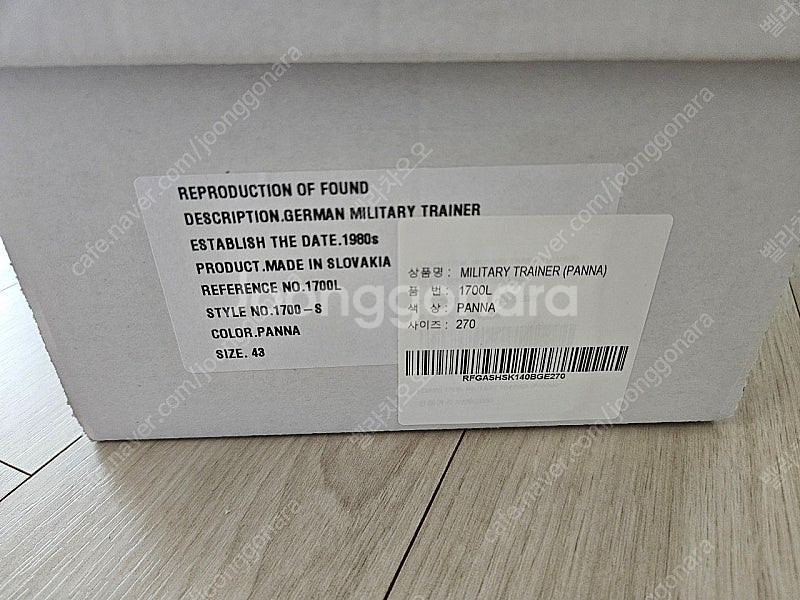 REPRODUCTION OF FOUND
DESCRIPTION.GERMAN MILITARY TRAINER
ESTABLISH THE DATE.1980s
PRODUCT.MADE IN SLOVAKIA
REFERENCE NO.1700L
STYLE NO.1700-S
COLOR.PANNA
SIZE. 43
상품명 : MILITARY TRAINER (PANNA)
품 번 : 1700L
색 상 : PANNA
사이즈 : 270
RFGASHSK140BGE270
joonggonara
cafe.naver.com/joonggonara